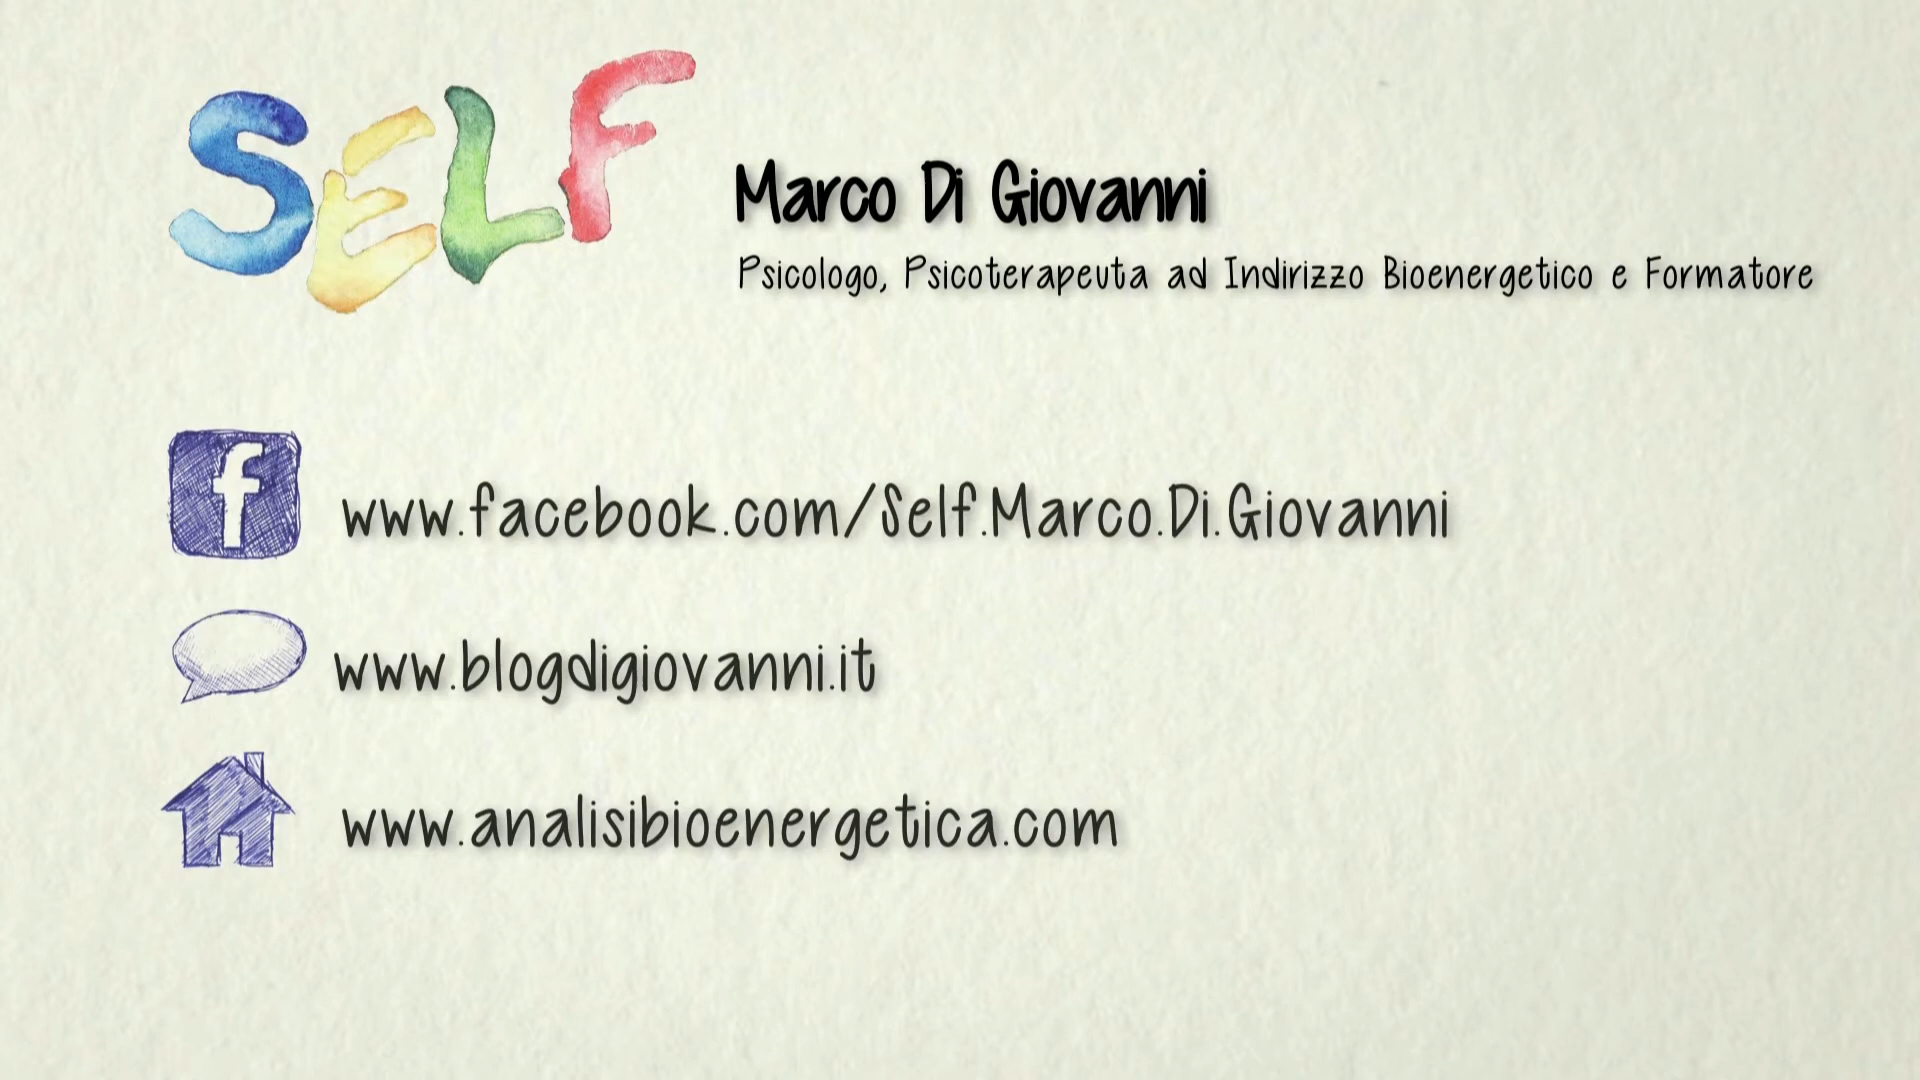 SELF
Marco Di Giovanni
Psicologo, Psicoterapeuta ad Indirizzo Bioenergetico e Formatore
www.facebook.com/Self.Marco.Di.Giovanni
www.blogdigiovanni.it
www.analisibioenergetica.com